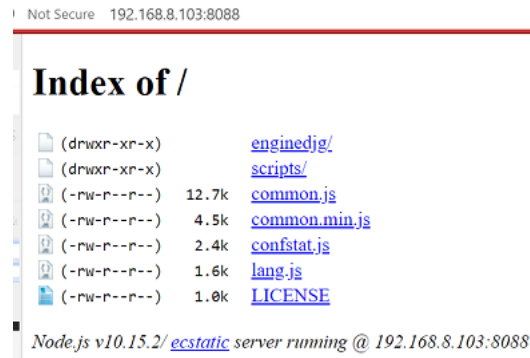 Not Secure 192.168.8.103:8088
Index of /
(drwxr-xr-x) enginedjg/
(drwxr-xr-x) scripts/
(-rw-r--r--) 12.7k common.js
(-rw-r--r--) 4.5k common.min.js
(-rw-r--r--) 2.4k confstat.js
(-rw-r--r--) 1.6k lang.js
(-rw-r--r--) 1.0k LICENSE
Node.js v10.15.2/ ecstatic server running @ 192.168.8.103:8088